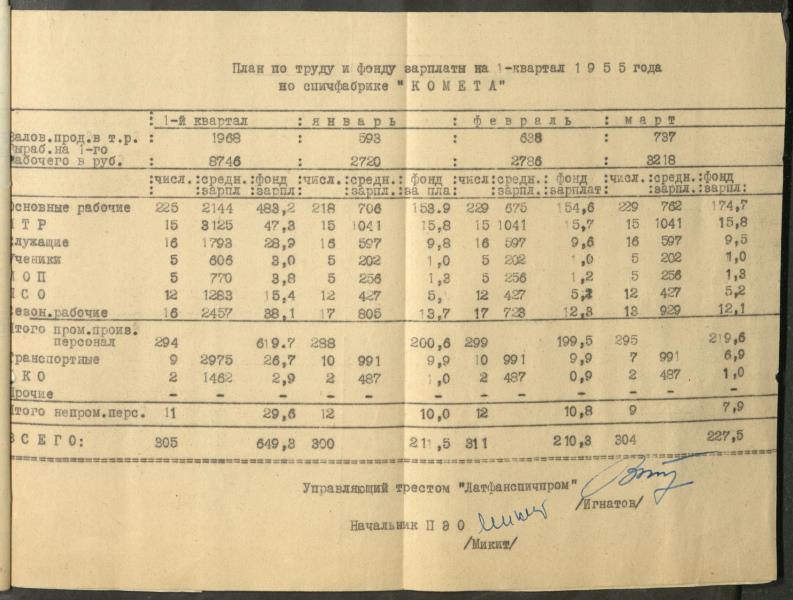 План по труду и фонду зарплаты на 1-квартал 1 9 5 5 года
по спичфабрике "К О М Е Т А"
: 1-й квартал : я н в а р ь : ф е в р а л ь : м а р т
Валов.прод.в т.р. : 1968 : 593 : 638 : 737
Выраб.на 1-го
рабочего в руб. : 8746 : 2720 : 2786 : 3218
:числ.:средн.:фонд :числ.:средн.:фонд :числ:средн.: фонд :числ.:средн.:фонд
зарпл.:зарпл: зарпл.:за пла: зарпл.:зарплат: зарпл.:зарпл:
Основные рабочие 225 2144 483,2 218 706 153.9 229 675 154,6 229 762 174,7
И Т Р 15 3125 47,3 15 1041 15,8 15 1041 15,7 15 1041 15,8
Служащие 16 1793 28,9 16 597 9,8 16 597 9,6 16 597 9,5
Ученики 5 606 3,0 5 202 1,0 5 202 1,0 5 202 1,0
М О П 5 770 3,8 5 256 1,3 5 256 1,2 5 256 1,3
П С О 12 1283 15,4 12 427 5, 12 427 5,2 12 427 5,2
Сезон.рабочие 16 2457 38,1 17 805 13,7 17 723 12,3 13 929 12,1
Итого пром.произв.
персонал 294 619.7 288 200,6 299 199,5 295 219,6
Транспортные 9 2975 26,7 10 991 9,9 10 991 9,9 7 991 6,9
Ж К О 2 1462 2,9 2 487 1,0 2 487 0,9 2 487 1,0
Прочие - - - - - - - - - - - -
Итого непром.перс. 11 29,6 12 10,0 12 10,8 9 7,9
В С Е Г О: 305 649,3 300 211,5 311 210,3 304 227,5
Управляющий трестом "Латфанспичпром"
/Игнатов/
Начальник П Э О
/Микит/